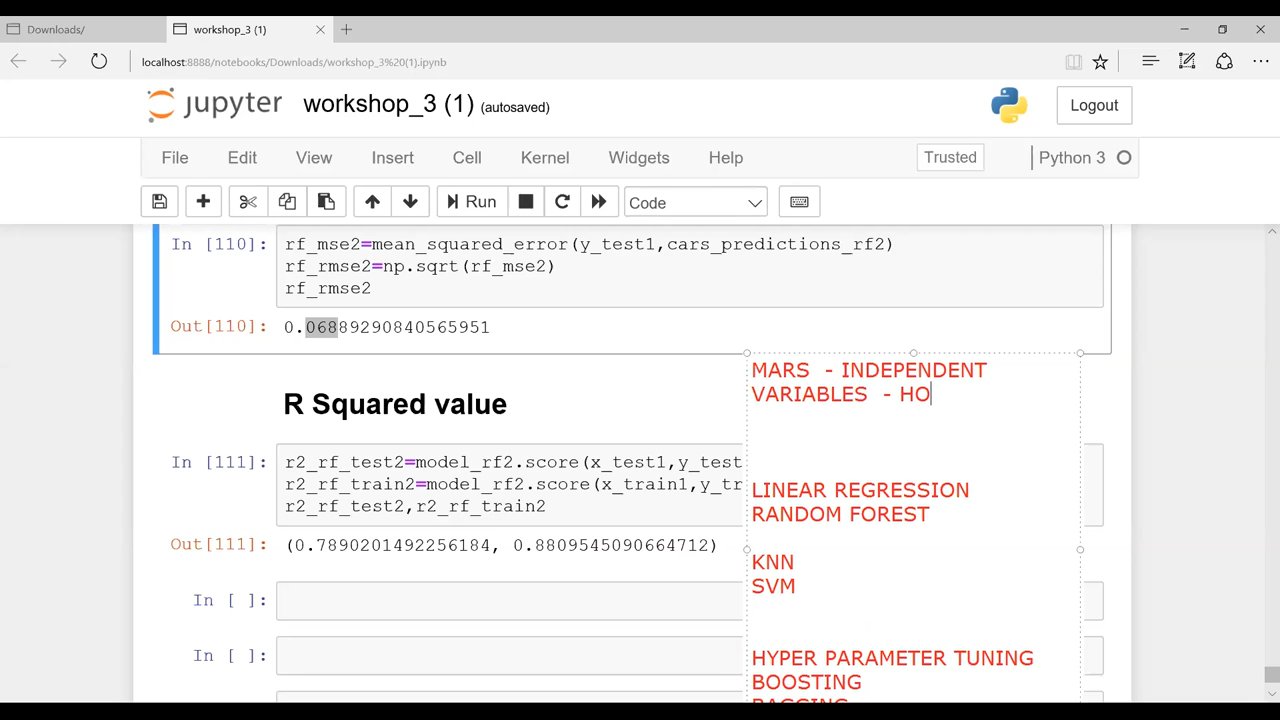 Downloads/
workshop_3 (1)
localhost:8888/notebooks/Downloads/workshop_3%20(1).ipynb
jupyter workshop_3 (1) (autosaved)
Logout
File Edit View Insert Cell Kernel Widgets Help
Trusted
Python 3
Run
Code
In [110]:
rf_mse2=mean_squared_error(y_test1,cars_predictions_rf2)
rf_rmse2=np.sqrt(rf_mse2)
rf_rmse2
Out[110]: 0.06889290840565951
R Squared value
In [111]:
r2_rf_test2=model_rf2.score(x_test1,y_test
r2_rf_train2=model_rf2.score(x_train1,y_tr
r2_rf_test2,r2_rf_train2
Out[111]: (0.7890201492256184, 0.8809545090664712)
In [ ]:
In [ ]:
MARS - INDEPENDENT
VARIABLES - HO
LINEAR REGRESSION
RANDOM FOREST
KNN
SVM
HYPER PARAMETER TUNING
BOOSTING
BAGGING